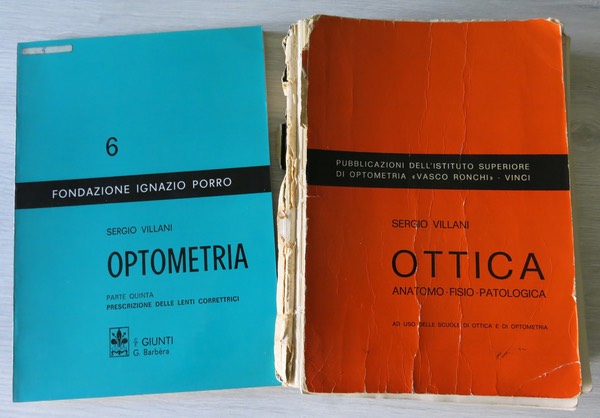 6
FONDAZIONE IGNAZIO PORRO
SERGIO VILLANI
OPTOMETRIA
PARTE QUINTA
PRESCRIZIONE DELLE LENTI CORRETTRICI
GIUNTI
G. Barbèra
PUBBLICAZIONI DELL'ISTITUTO SUPERIORE
DI OPTOMETRIA «VASCO RONCHI» - VINCI
SERGIO VILLANI
OTTICA
ANATOMO-FISIO-PATOLOGICA
AD USO DELLE SCUOLE DI OTTICA E DI OPTOMETRIA